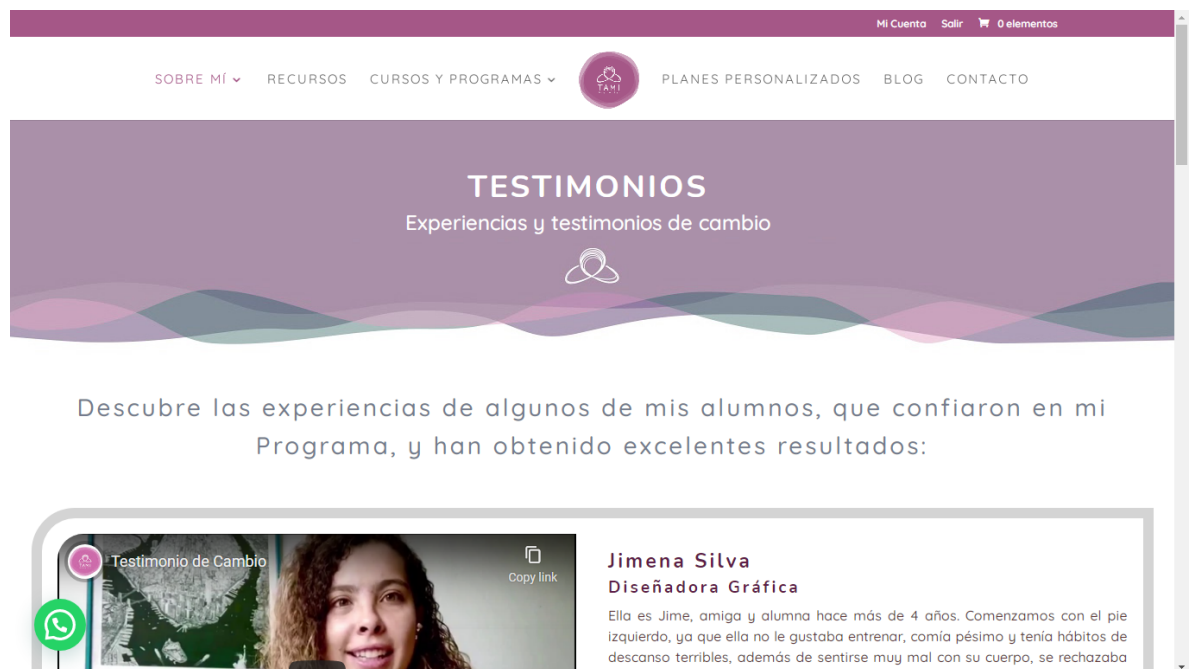 Mi Cuenta Salir 0 elementos
SOBRE MÍ RECURSOS CURSOS Y PROGRAMAS TAMI PLANES PERSONALIZADOS BLOG CONTACTO
TESTIMONIOS
Experiencias y testimonios de cambio
Descubre las experiencias de algunos de mis alumnos, que confiaron en mi
Programa, y han obtenido excelentes resultados:
Testimonio de Cambio
Copy link
Jimena Silva
Diseñadora Gráfica
Ella es Jime, amiga y alumna hace más de 4 años. Comenzamos con el pie
izquierdo, ya que ella no le gustaba entrenar, comía pésimo y tenía hábitos de
descanso terribles, además de sentirse muy mal con su cuerpo, se rechazaba